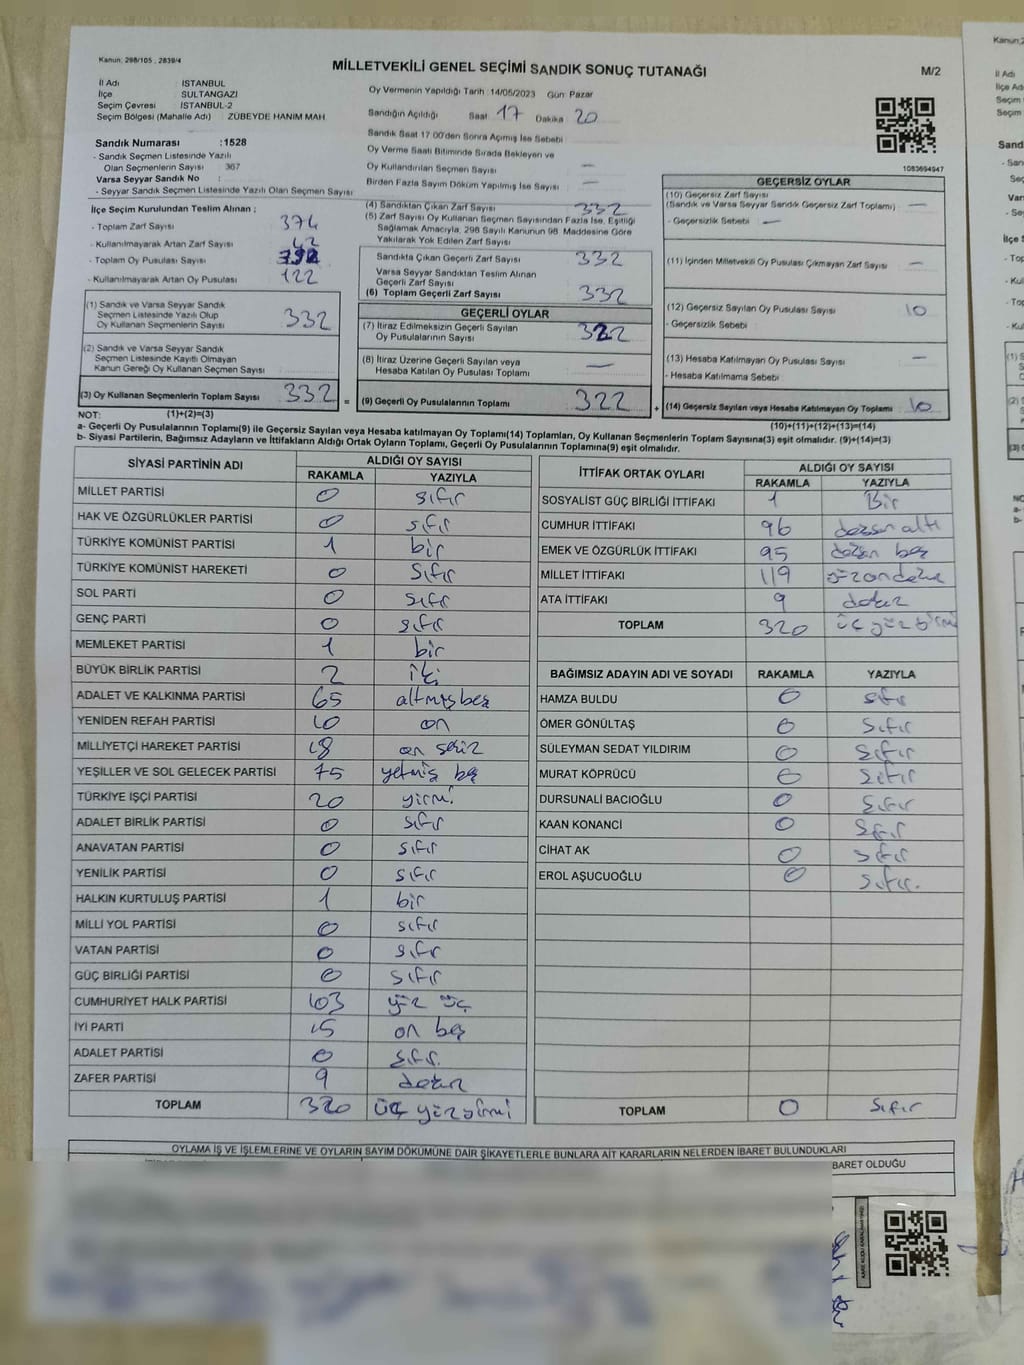 Kanun: 298/105 , 2839/4
MİLLETVEKİLİ GENEL SEÇİMİ SANDIK SONUÇ TUTANAĞI
M/2
İl Adı : ISTANBUL
İlçe SULTANGAZI
Seçim Çevresi : ISTANBUL-2
Seçim Bölgesi (Mahalle Adı) : ZÜBEYDE HANIM MAH.
Sandık Numarası :1528
- Sandık Seçmen Listesinde Yazılı
Olan Seçmenlerin Sayısı : 367
Varsa Seyyar Sandık No :
- Seyyar Sandık Seçmen Listesinde Yazılı Olan Seçmen Sayısı
Oy Vermenin Yapıldığı Tarih :14/05/2023 Gün: Pazar
Sandığın Açıldığı Saat 17 Dakika 20
Sandık Saat 17:00'den Sonra Açımış İse Sebebi
Oy Verme Saati Bitiminde Sırada Bekleyen ve
Oy Kullandırılan Seçmen Sayısı —
Birden Fazla Sayım Döküm Yapılmış İse Sayısı —
1083694947
İlçe Seçim Kurulundan Teslim Alınan ;
- Toplam Zarf Sayısı 374
- Kullanılmayarak Artan Zarf Sayısı 42
- Toplam Oy Pusulası Sayısı
- Kullanılmayarak Artan Oy Pusulası 122
(1) Sandık ve Varsa Seyyar Sandık
Seçmen Listesinde Yazılı Olup
Oy Kullanan Seçmenlerin Sayısı 332
(2) Sandık ve Varsa Seyyar Sandık
Seçmen Listesinde Kayıtlı Olmayan
Kanun Gereği Oy Kullanan Seçmen Sayısı
(3) Oy Kullanan Seçmenlerin Toplam Sayısı 332 =
(4) Sandıktan Çıkan Zarf Sayısı 332
(5) Zarf Sayısı Oy Kullanan Seçmen Sayısından Fazla İse, Eşitliği
Sağlamak Amacıyla, 298 Sayılı Kanunun 98. Maddesine Göre
Yakılarak Yok Edilen Zarf Sayısı
Sandıkta Çıkan Geçerli Zarf Sayısı 332
Varsa Seyyar Sandıktan Teslim Alınan
Geçerli Zarf Sayısı
(6) Toplam Geçerli Zarf Sayısı 332
GEÇERLİ OYLAR
(7) İtiraz Edilmeksizin Geçerli Sayılan
Oy Pusulalarının Sayısı 322
(8) İtiraz Üzerine Geçerli Sayılan veya
Hesaba Katılan Oy Pusulası Toplamı —
(9) Geçerli Oy Pusulalarının Toplamı 322 +
GEÇERSİZ OYLAR
(10) Geçersiz Zarf Sayısı
(Sandık ve Varsa Seyyar Sandık Geçersiz Zarf Toplamı) —
- Geçersizlik Sebebi : —
(11) İçinden Milletvekili Oy Pusulası Çıkmayan Zarf Sayısı —
(12) Geçersiz Sayılan Oy Pusulası Sayısı 10
- Geçersizlik Sebebi :
(13) Hesaba Katılmayan Oy Pusulası Sayısı —
- Hesaba Katılmama Sebebi
(14) Geçersiz Sayılan veya Hesaba Katılmayan Oy Toplamı 10
NOT: (1)+(2)=(3) (10)+(11)+(12)+(13)=(14)
a- Geçerli Oy Pusulasının Toplamı(9) ile Geçersiz Sayılan veya Hesaba katılmayan Oy Toplamı(14) Toplamları, Oy Kullanan Seçmenlerin Toplam Sayısına(3) eşit olmalıdır. (9)+(14)=(3)
b- Siyasi Partilerin, Bağımsız Adayların ve İttifakların Aldığı Ortak Oyların Toplamı, Geçerli Oy Pusulalarının Toplamına(9) eşit olmalıdır.
SİYASİ PARTİNİN ADI ALDIĞI OY SAYISI
RAKAMLA YAZIYLA
MİLLET PARTİSİ 0 sıfır
HAK VE ÖZGÜRLÜKLER PARTİSİ 0 sıfır
TÜRKİYE KOMÜNİST PARTİSİ 1 bir
TÜRKİYE KOMÜNİST HAREKETİ 0 sıfır
SOL PARTİ 0 sıfır
GENÇ PARTİ 0 sıfır
MEMLEKET PARTİSİ 1 bir
BÜYÜK BİRLİK PARTİSİ 2 iki
ADALET VE KALKINMA PARTİSİ 65 altmış beş
YENİDEN REFAH PARTİSİ 10 on
MİLLİYETÇİ HAREKET PARTİSİ 18 on sekiz
YEŞİLLER VE SOL GELECEK PARTİSİ 75 yetmiş beş
TÜRKİYE İŞÇİ PARTİSİ 20 yirmi
ADALET BİRLİK PARTİSİ 0 sıfır
ANAVATAN PARTİSİ 0 sıfır
YENİLİK PARTİSİ 0 sıfır
HALKIN KURTULUŞ PARTİSİ 1 bir
MİLLİ YOL PARTİSİ 0 sıfır
VATAN PARTİSİ 0 sıfır
GÜÇ BİRLİĞİ PARTİSİ 0 sıfır
CUMHURİYET HALK PARTİSİ 103 yüz üç
İYİ PARTİ 15 on beş
ADALET PARTİSİ 0 sıfır.
ZAFER PARTİSİ 9 dokuz
TOPLAM 320 üç yüz yirmi
İTTİFAK ORTAK OYLARI ALDIĞI OY SAYISI
RAKAMLA YAZIYLA
SOSYALİST GÜÇ BİRLİĞİ İTTİFAKI 1 Bir
CUMHUR İTTİFAKI 96 doksan altı
EMEK VE ÖZGÜRLÜK İTTİFAKI 95 doksan beş
MİLLET İTTİFAKI 119
ATA İTTİFAKI 9 dokuz
TOPLAM 320 üç yüz yirmi
BAĞIMSIZ ADAYIN ADI VE SOYADI RAKAMLA YAZIYLA
HAMZA BULDU 0 sıfır
ÖMER GÖNÜLTAŞ 0 sıfır
SÜLEYMAN SEDAT YILDIRIM 0 sıfır
MURAT KÖPRÜCÜ 0 sıfır
DURSUNALİ BACIOĞLU 0 sıfır
KAAN KONANCİ 0 sıfır
CİHAT AK 0 sıfır
EROL AŞUCUOĞLU 0 sıfır.
TOPLAM 0 sıfır
OYLAMA İŞ VE İŞLEMLERİNE VE OYLARIN SAYIM DÖKÜMÜNE DAİR ŞİKAYETLERLE BUNLARA AİT KARARLARIN NELERDEN İBARET BULUNDUKLARI
BARET OLDUĞU